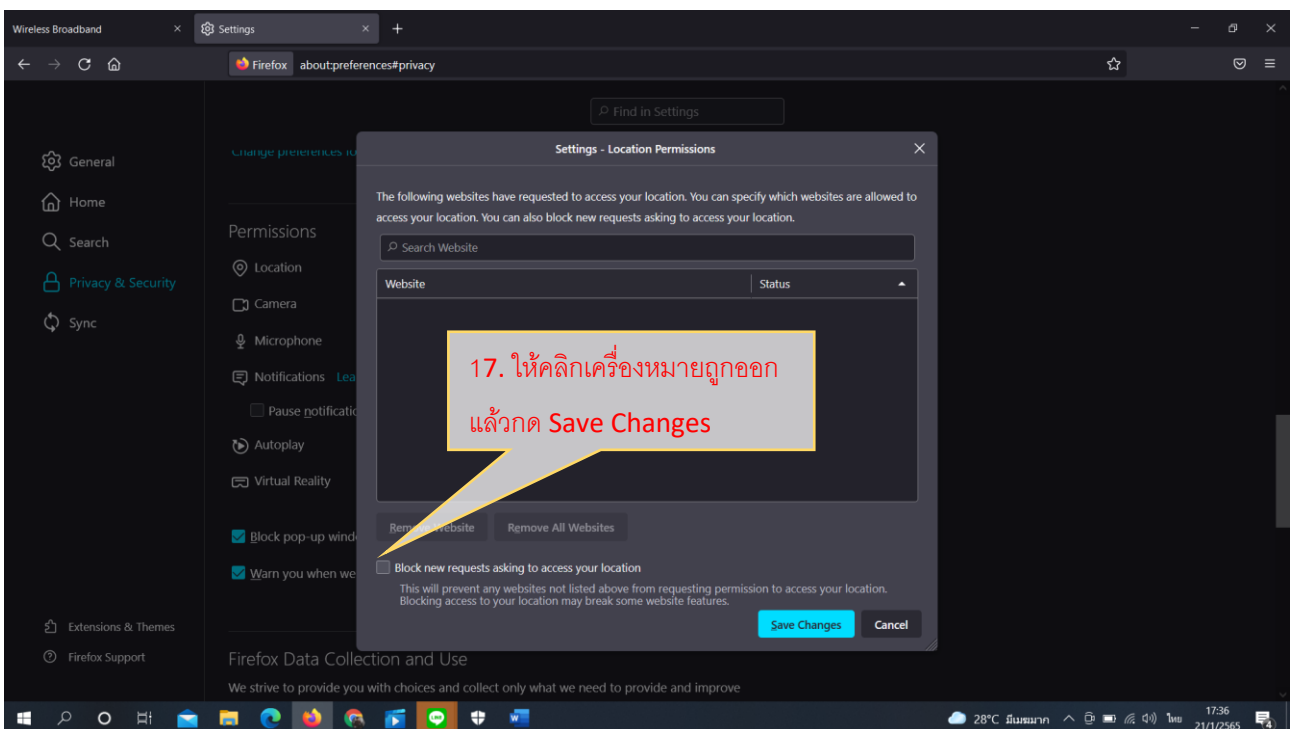 Wireless Broadband
Settings
Firefox about:preferences#privacy
Find in Settings
General
Home
Search
Privacy & Security
Sync
Extensions & Themes
Firefox Support
Permissions
Location
Camera
Microphone
Notifications
Autoplay
Virtual Reality
Block pop-up
Warn you when
Firefox Data Collection and Use
We strive to provide you with choices and collect only what we need to provide and improve
Settings - Location Permissions
The following websites have requested to access your location. You can specify which websites are allowed to
access your location. You can also block new requests asking to access your location.
Search Website
Website Status
17. ให้คลิกเครื่องหมายถูกออก
แล้วกด Save Changes
Remove All Websites
Block new requests asking to access your location
This will prevent any websites not listed above from requesting permission to access your location.
Blocking access to your location may break some website features.
Save Changes Cancel
28°C มีเมฆมาก ไทย 17:36
21/1/2565
4